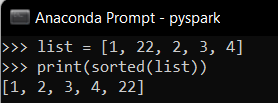 Anaconda Prompt - pyspark
>>> list = [1, 22, 2, 3, 4]
>>> print(sorted(list))
[1, 2, 3, 4, 22]